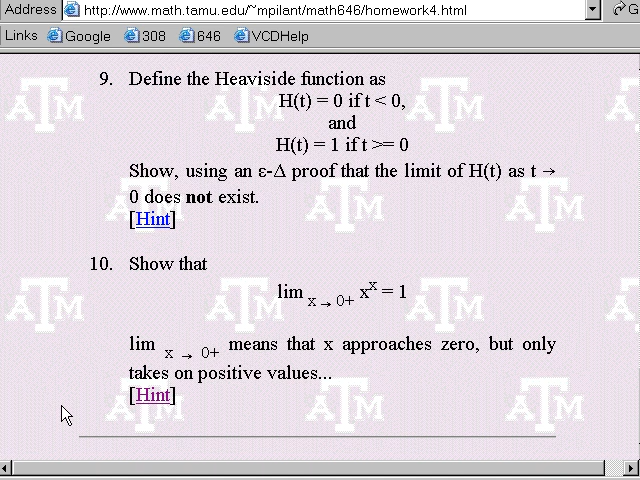 Address http://www.math.tamu.edu/~mpilant/math646/homework4.html G
Links Google 308 646 VCDHelp
9. Define the Heaviside function as
H(t) = 0 if t < 0,
and
H(t) = 1 if t >= 0
Show, using an ε-Δ proof that the limit of H(t) as t →
0 does not exist.
[Hint]
10. Show that
lim x → 0+ x^x = 1
lim x → 0+ means that x approaches zero, but only
takes on positive values...
[Hint]